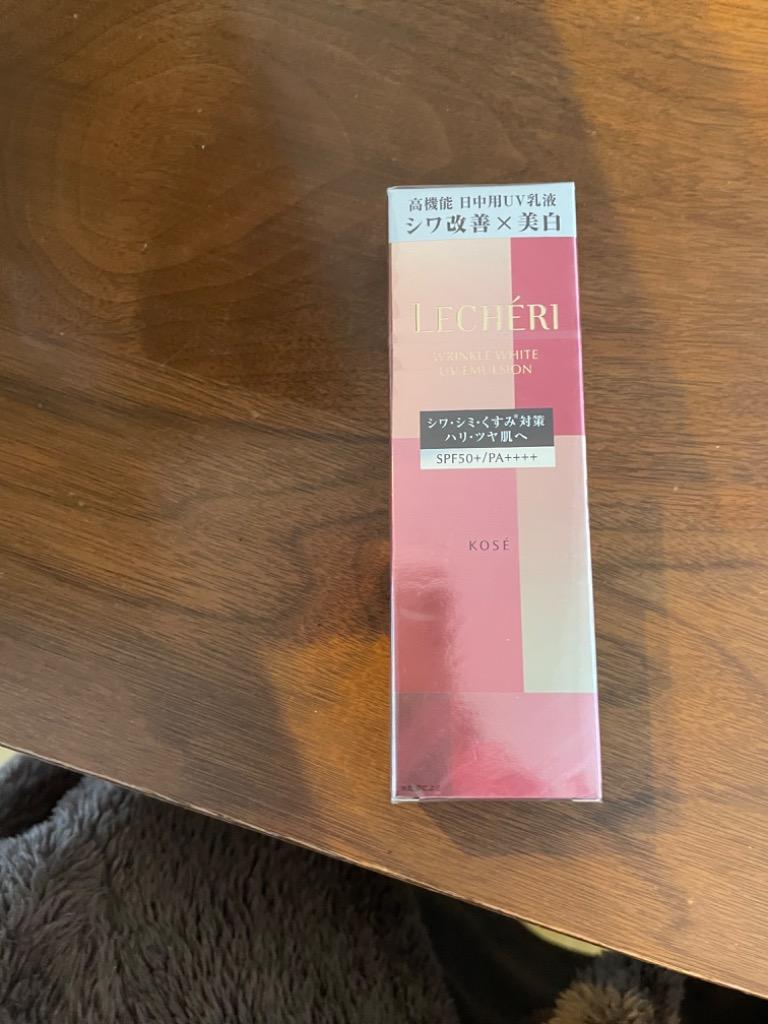 高機能 日中用UV乳液
シワ改善×美白
LECHÉRI
WRINKLE WHITE
UV EMULSION
シワ・シミ・くすみ※対策
ハリ・ツヤ肌へ
SPF50+/PA++++
KOSÉ